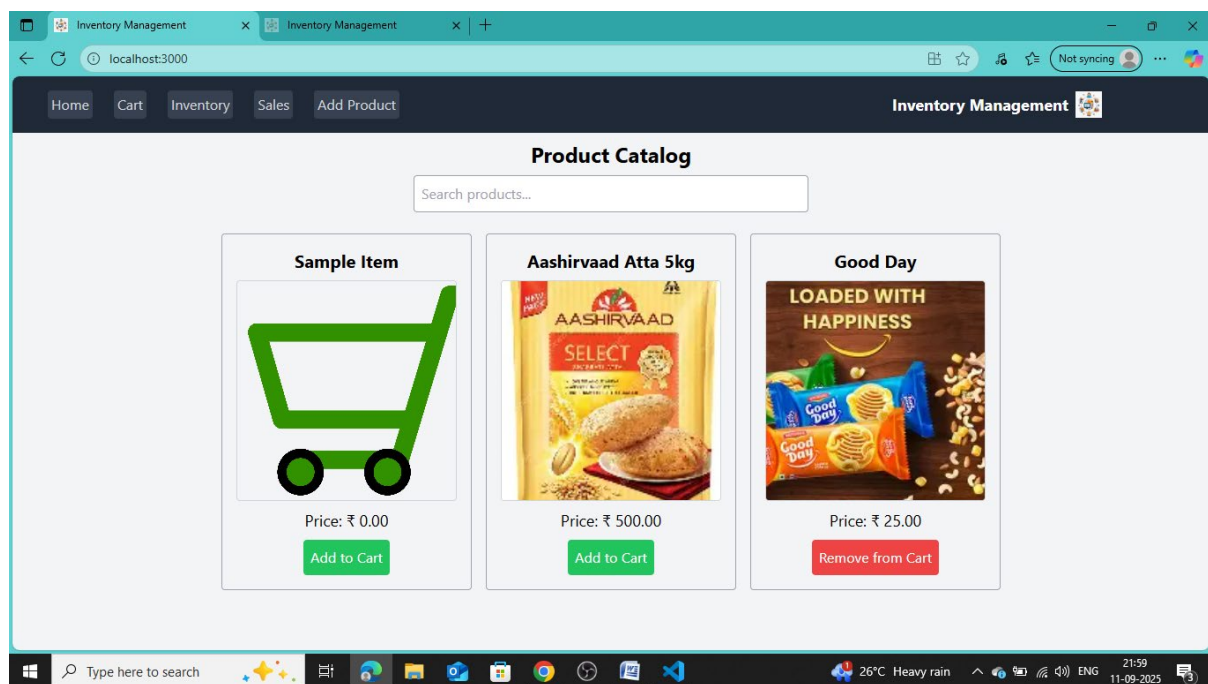 Inventory Management
Inventory Management
localhost:3000
Not syncing
Home
Cart
Inventory
Sales
Add Product
Inventory Management
Product Catalog
Search products...
Sample Item
Price: ₹ 0.00
Add to Cart
Aashirvaad Atta 5kg
AASHIRVAAD
SELECT
Price: ₹ 500.00
Add to Cart
Good Day
LOADED WITH
HAPPINESS
Good
Day
Good
Day
Price: ₹ 25.00
Remove from Cart
Type here to search
26°C Heavy rain
ENG
21:59
11-09-2025
3